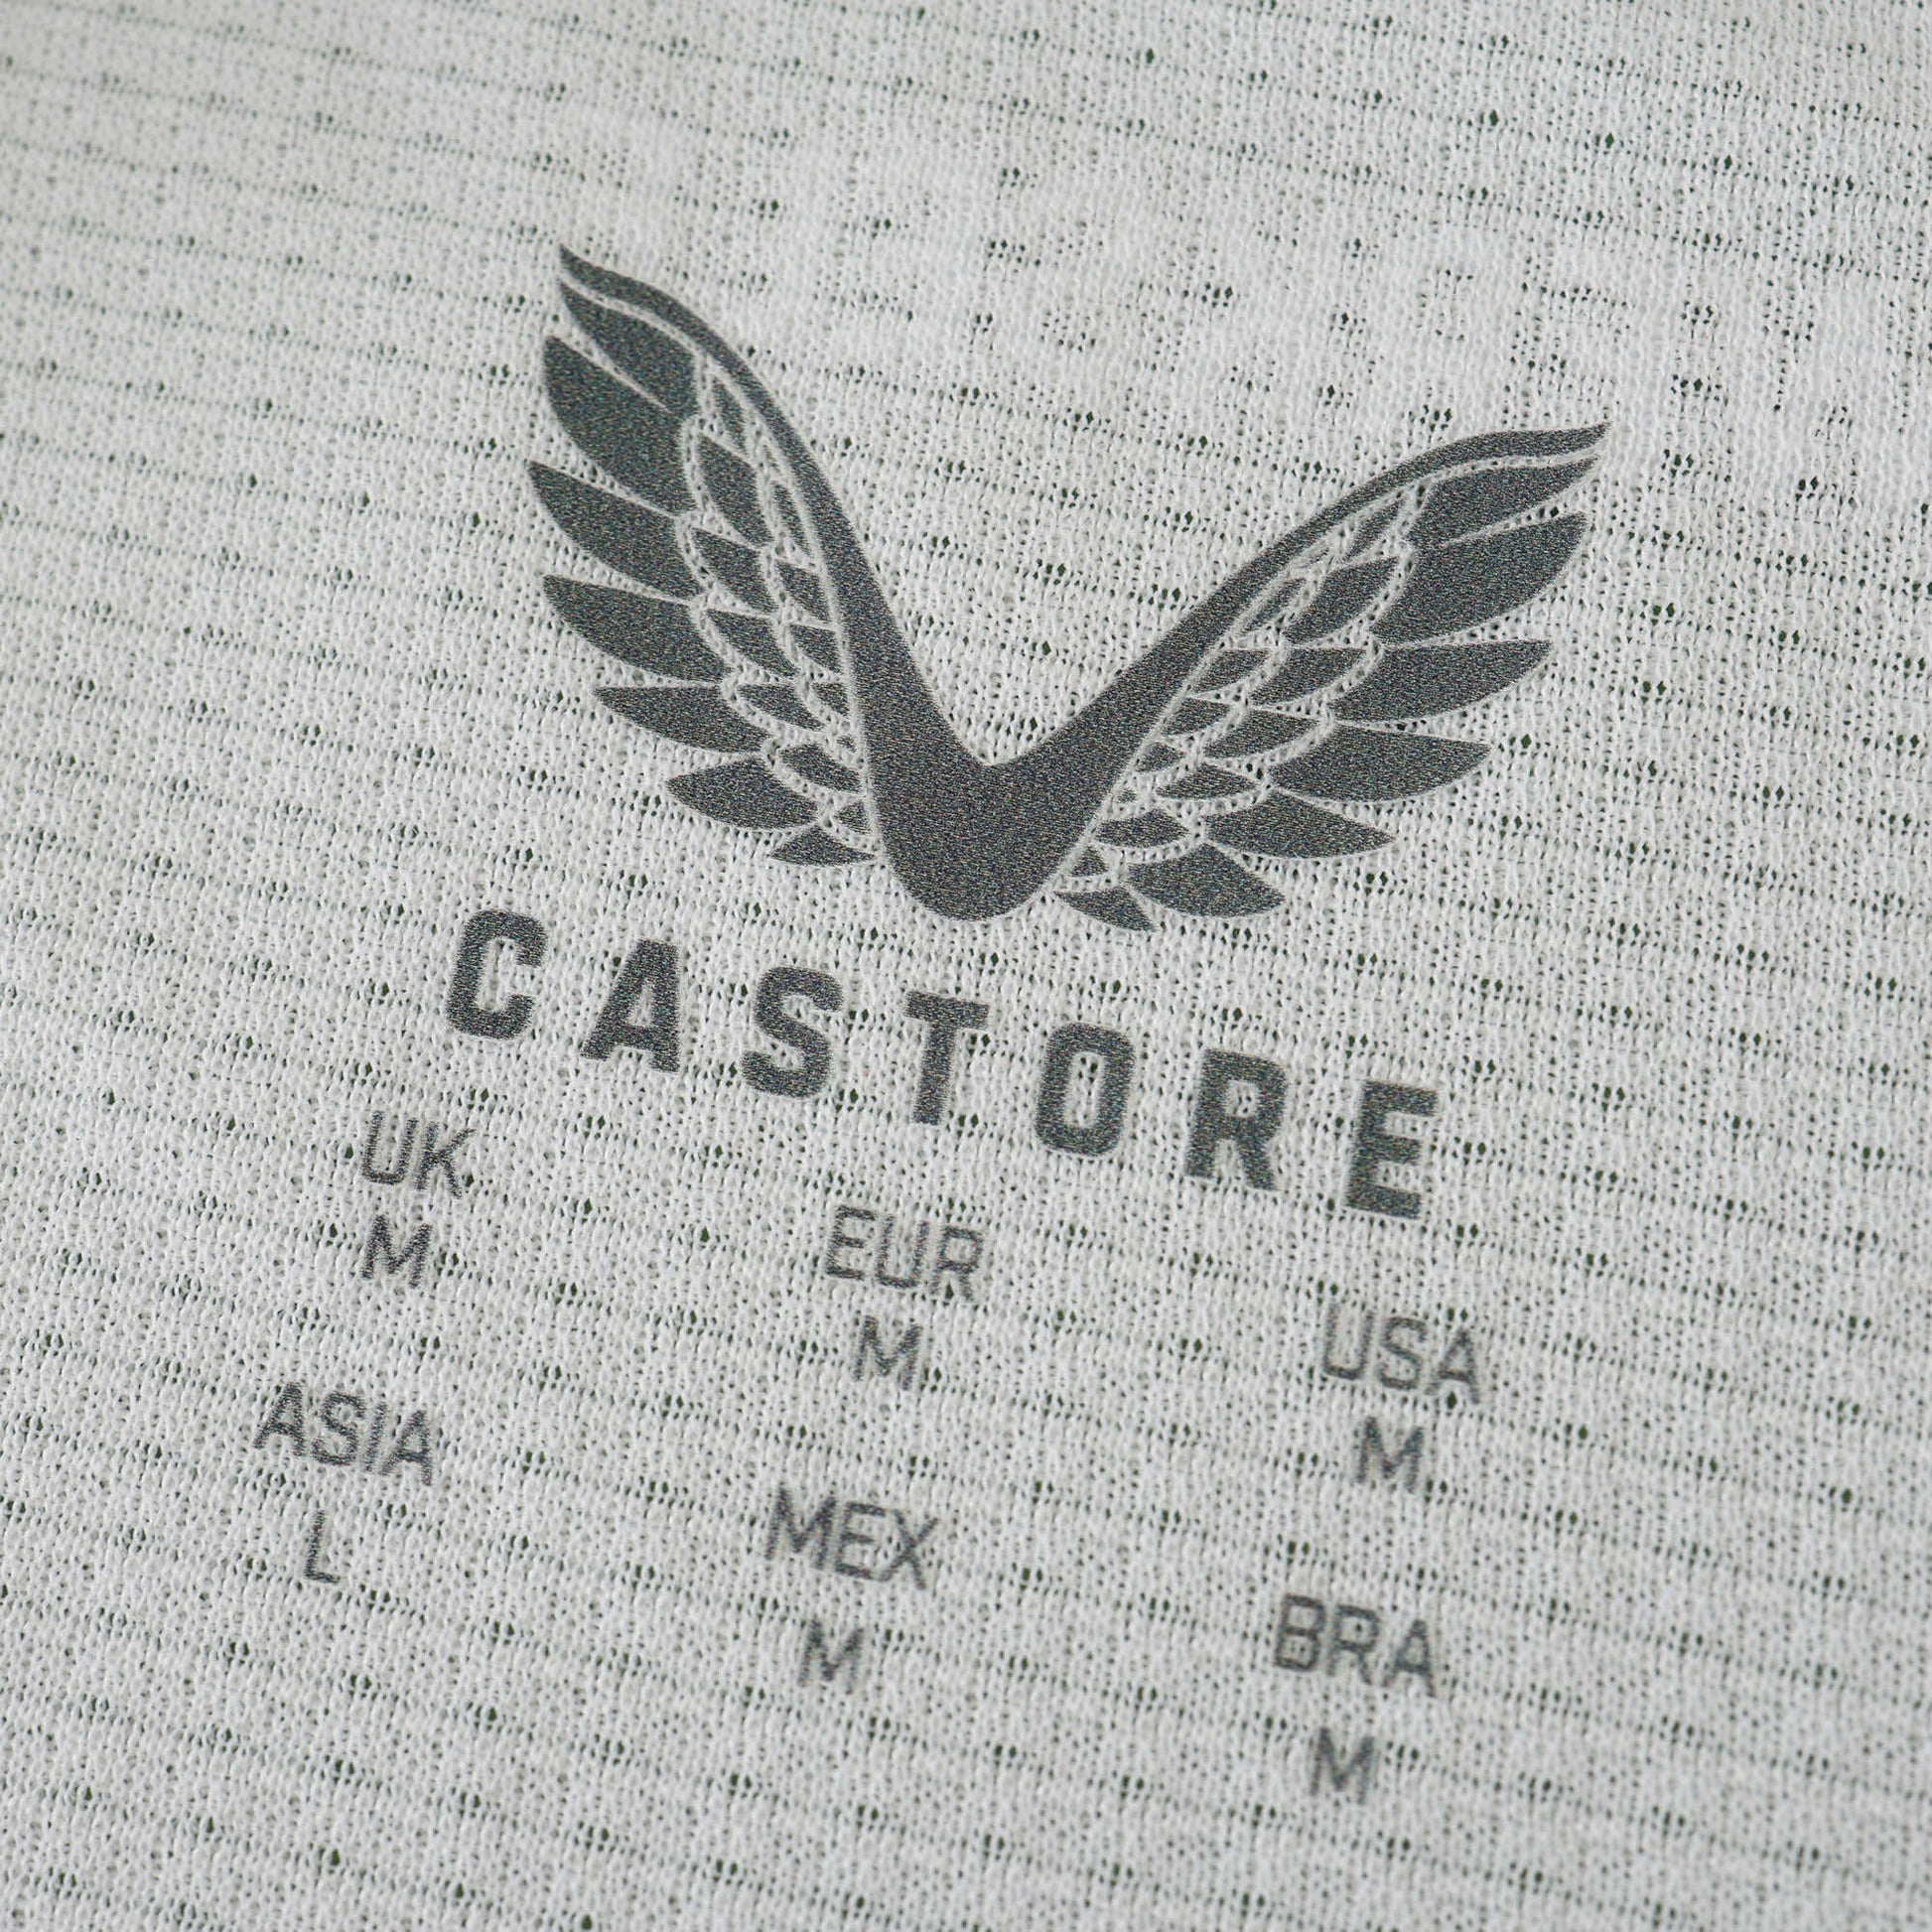 CASTORE
UK EUR USA
M M M
ASIA MEX BRA
L M M